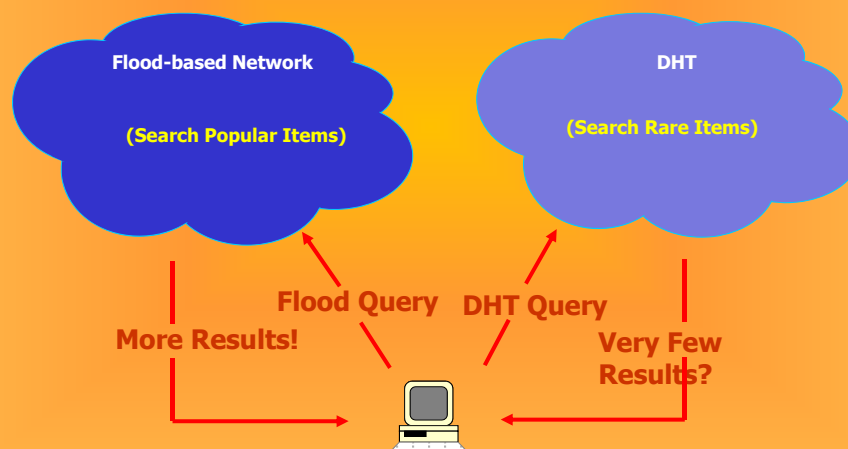 Flood-based Network
(Search Popular Items)
DHT
(Search Rare Items)
Flood Query
DHT Query
More Results!
Very Few
Results?